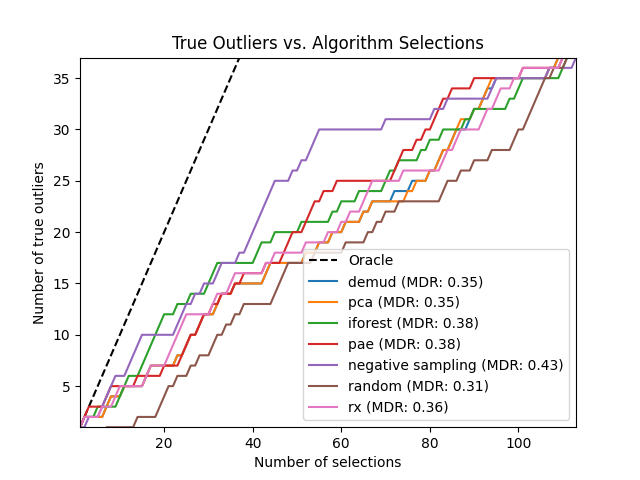 True Outliers vs. Algorithm Selections
Number of true outliers
35
30
25
20
15
10
5
Oracle
demud (MDR: 0.35)
pca (MDR: 0.35)
iforest (MDR: 0.38)
pae (MDR: 0.38)
negative sampling (MDR: 0.43)
random (MDR: 0.31)
rx (MDR: 0.36)
20 40 60 80 100
Number of selections